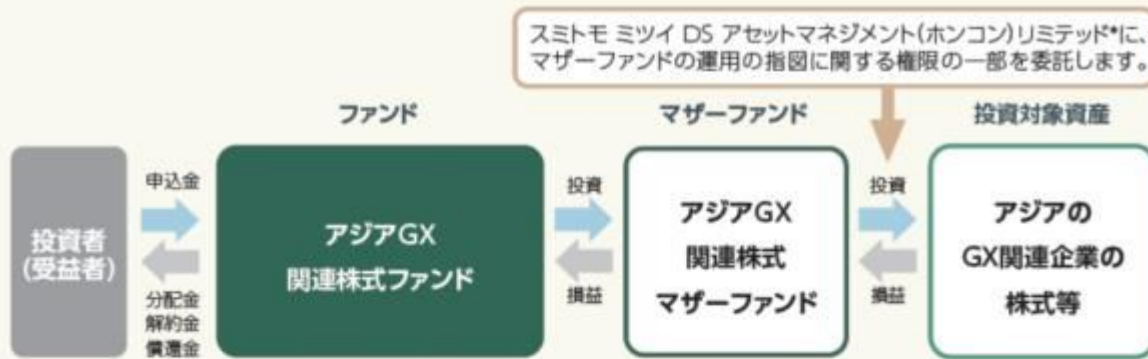 スミトモ ミツイ DS アセットマネジメント(ホンコン)リミテッド*に、
マザーファンドの運用の指図に関する権限の一部を委託します。
ファンド
マザーファンド
投資対象資産
投資者
(受益者)
申込金
分配金
解約金
償還金
アジアGX
関連株式ファンド
投資
損益
アジアGX
関連株式
マザーファンド
投資
損益
アジアの
GX関連企業の
株式等